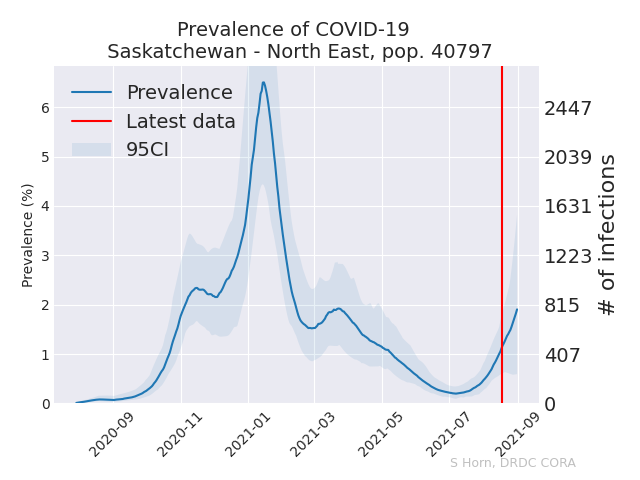 Prevalence of COVID-19
Saskatchewan - North East, pop. 40797
Prevalence
Latest data
95CI
Prevalence (%)
6
5
4
3
2
1
0
2447
2039
1631
1223
815
407
0
# of infections
2020-09
2020-11
2021-01
2021-03
2021-05
2021-07
2021-09
S Horn, DRDC CORA